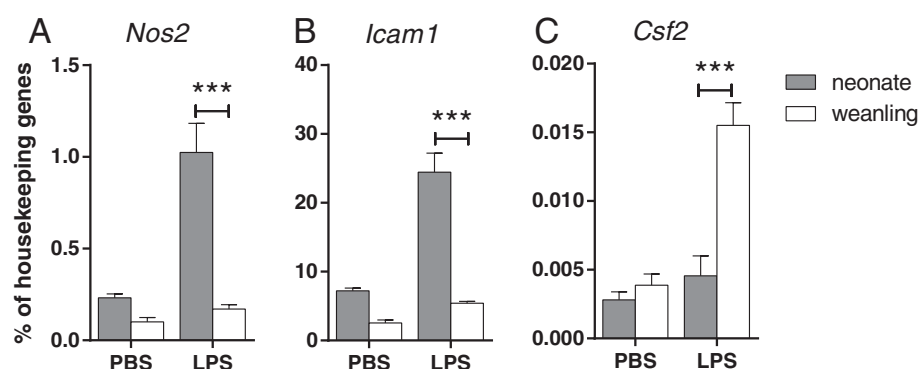 A Nos2
B Icam1
C Csf2
% of housekeeping genes
1.5
1.0
0.5
0.0
***
PBS LPS
40
30
20
10
0
***
PBS LPS
0.020
0.015
0.010
0.005
0.000
***
PBS LPS
neonate
weanling